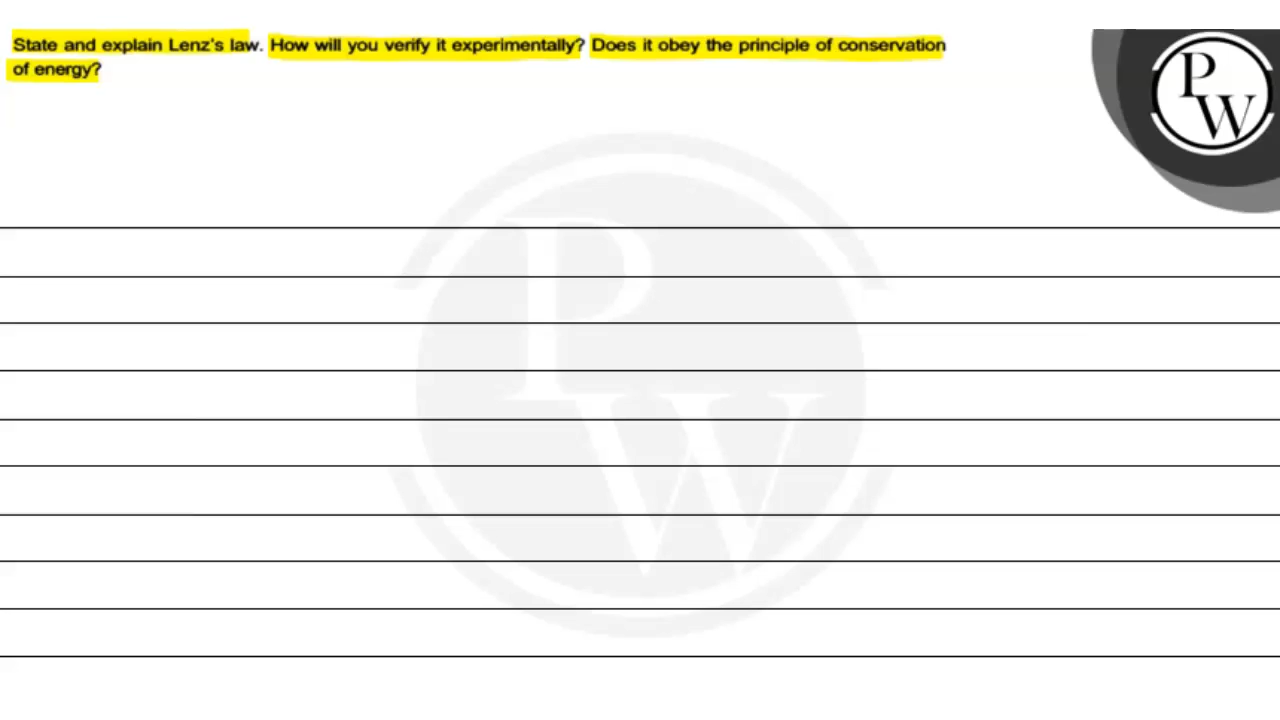 State and explain Lenz's law. How will you verify it experimentally? Does it obey the principle of conservation
of energy?
P
W
P
W